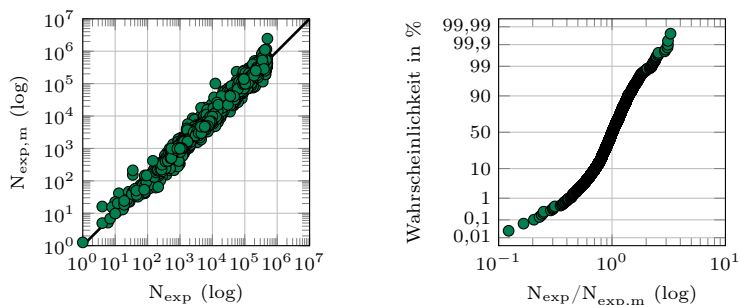 10^7
10^6
10^5
10^4
10^3
10^2
10^1
10^0
N_exp,m (log)
10^0 10^1 10^2 10^3 10^4 10^5 10^6 10^7
N_exp (log)
99,99
99,9
99
90
50
10
1
0,1
0,01
Wahrscheinlichkeit in %
10^−1 10^0 10^1
N_exp/N_exp,m (log)